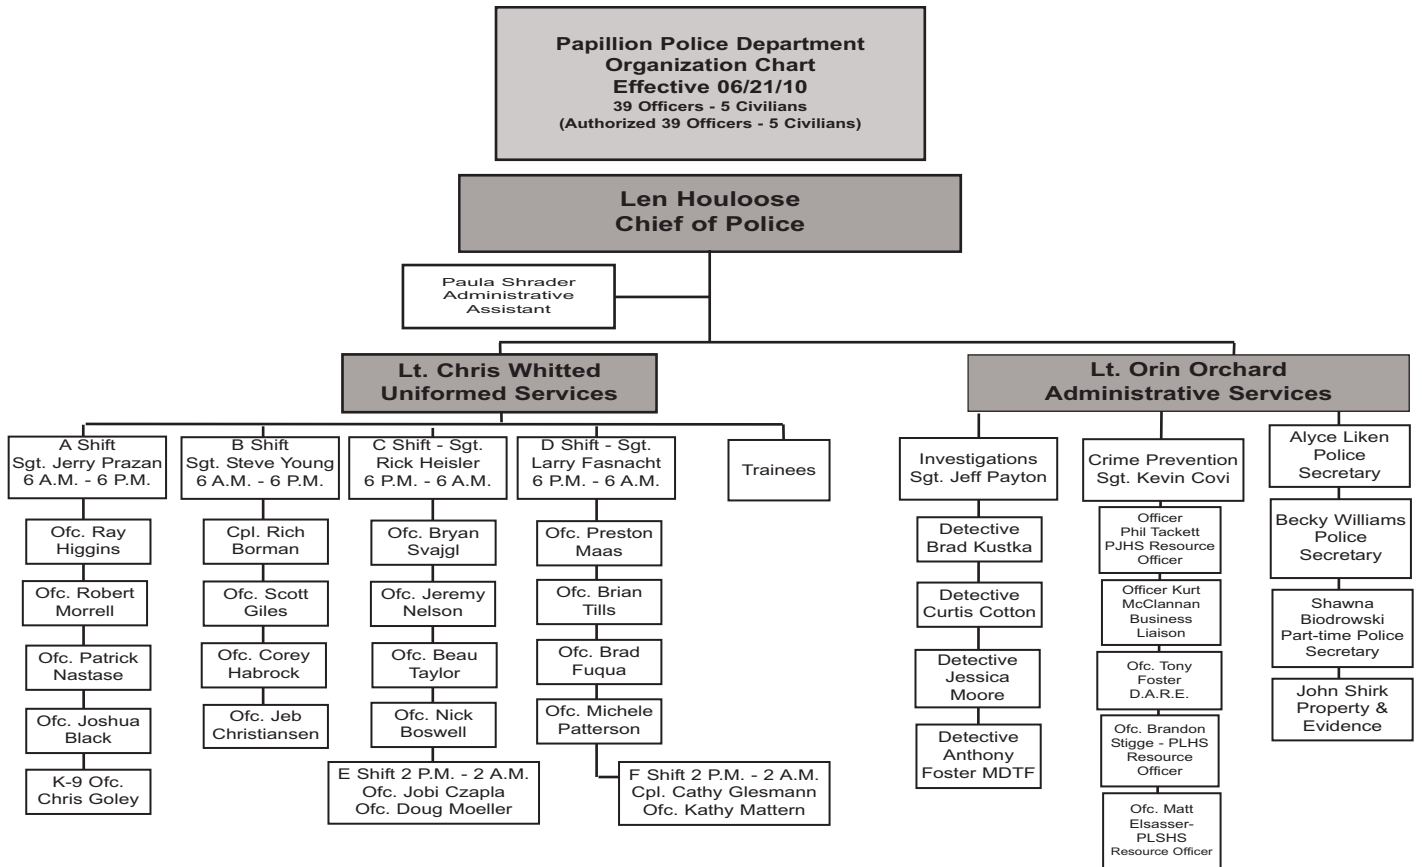 Papillion Police Department
Organization Chart
Effective 06/21/10
39 Officers - 5 Civilians
(Authorized 39 Officers - 5 Civilians)
Len Houloose
Chief of Police
Paula Shrader
Administrative
Assistant
Lt. Chris Whitted
Uniformed Services
A Shift
Sgt. Jerry Prazan
6 A.M. - 6 P.M.
Ofc. Ray
Higgins
Ofc. Robert
Morrell
Ofc. Patrick
Nastase
Ofc. Joshua
Black
K-9 Ofc.
Chris Goley
B Shift
Sgt. Steve Young
6 A.M. - 6 P.M.
Cpl. Rich
Borman
Ofc. Scott
Giles
Ofc. Corey
Habrock
Ofc. Jeb
Christiansen
C Shift - Sgt.
Rick Heisler
6 P.M. - 6 A.M.
Ofc. Bryan
Svajgl
Ofc. Jeremy
Nelson
Ofc. Beau
Taylor
Ofc. Nick
Boswell
E Shift 2 P.M. - 2 A.M.
Ofc. Jobi Czapla
Ofc. Doug Moeller
D Shift - Sgt.
Larry Fasnacht
6 P.M. - 6 A.M.
Ofc. Preston
Maas
Ofc. Brian
Tills
Ofc. Brad
Fuqua
Ofc. Michele
Patterson
F Shift 2 P.M. - 2 A.M.
Cpl. Cathy Glesmann
Ofc. Kathy Mattern
Trainees
Lt. Orin Orchard
Administrative Services
Investigations
Sgt. Jeff Payton
Detective
Brad Kustka
Detective
Curtis Cotton
Detective
Jessica
Moore
Detective
Anthony
Foster MDTF
Crime Prevention
Sgt. Kevin Covi
Officer
Phil Tackett
PJHS Resource
Officer
Officer Kurt
McClannan
Business
Liaison
Ofc. Tony
Foster
D.A.R.E.
Ofc. Brandon
Stigge - PLHS
Resource
Officer
Ofc. Matt
Elsasser-
PLSHS
Resource Officer
Alyce Liken
Police
Secretary
Becky Williams
Police
Secretary
Shawna
Biodrowski
Part-time Police
Secretary
John Shirk
Property &
Evidence